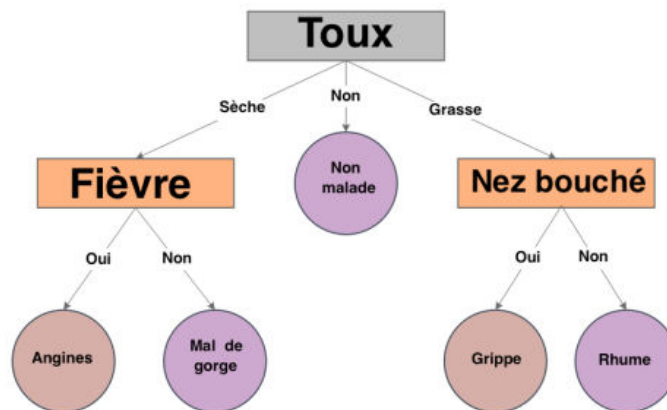 Toux
Sèche
Non
Grasse
Fièvre
Non
malade
Nez bouché
Oui
Non
Oui
Non
Angines
Mal de
gorge
Grippe
Rhume